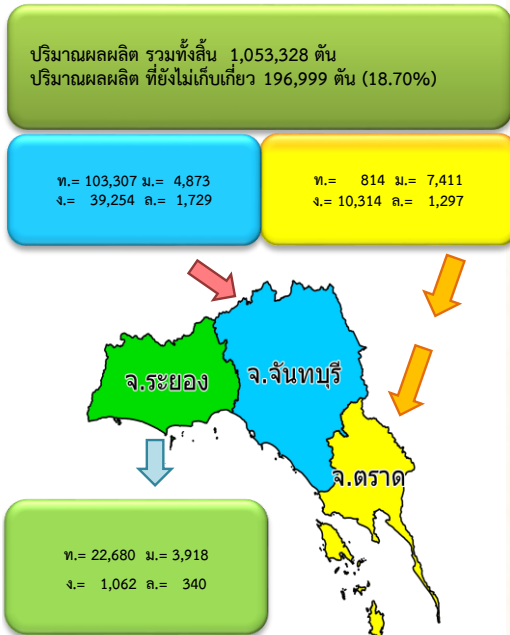 ปริมาณผลผลิต รวมทั้งสิ้น 1,053,328 ตัน
ปริมาณผลผลิต ที่ยังไม่เก็บเกี่ยว 196,999 ตัน (18.70%)
ท.= 103,307 ม.= 4,873
ง.= 39,254 ล.= 1,729
ท.= 814 ม.= 7,411
ง.= 10,314 ล.= 1,297
จ.ระยอง
จ.จันทบุรี
จ.ตราด
ท.= 22,680 ม.= 3,918
ง.= 1,062 ล.= 340